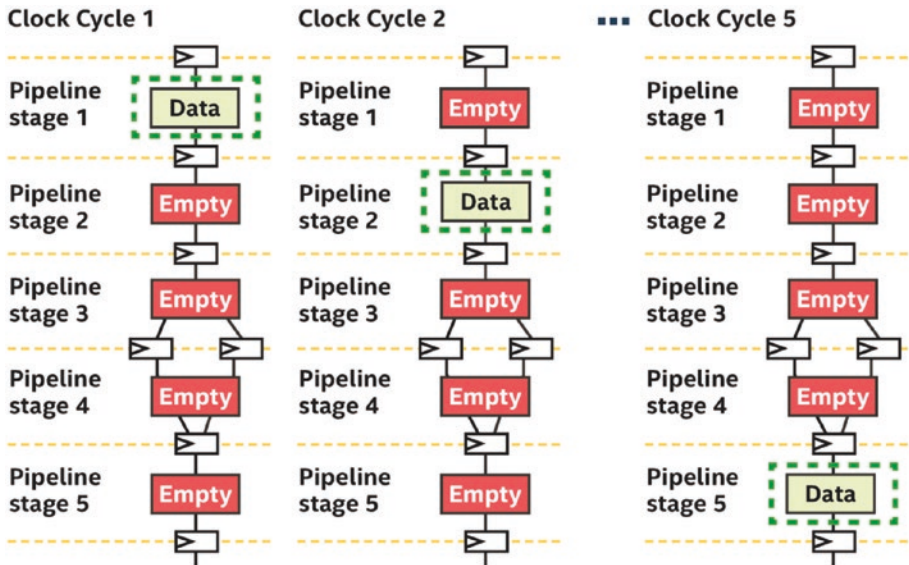 Clock Cycle 1
Pipeline
stage 1
Data
Pipeline
stage 2
Empty
Pipeline
stage 3
Empty
Pipeline
stage 4
Empty
Pipeline
stage 5
Empty
Clock Cycle 2
Pipeline
stage 1
Empty
Pipeline
stage 2
Data
Pipeline
stage 3
Empty
Pipeline
stage 4
Empty
Pipeline
stage 5
Empty
Clock Cycle 5
Pipeline
stage 1
Empty
Pipeline
stage 2
Empty
Pipeline
stage 3
Empty
Pipeline
stage 4
Empty
Pipeline
stage 5
Data